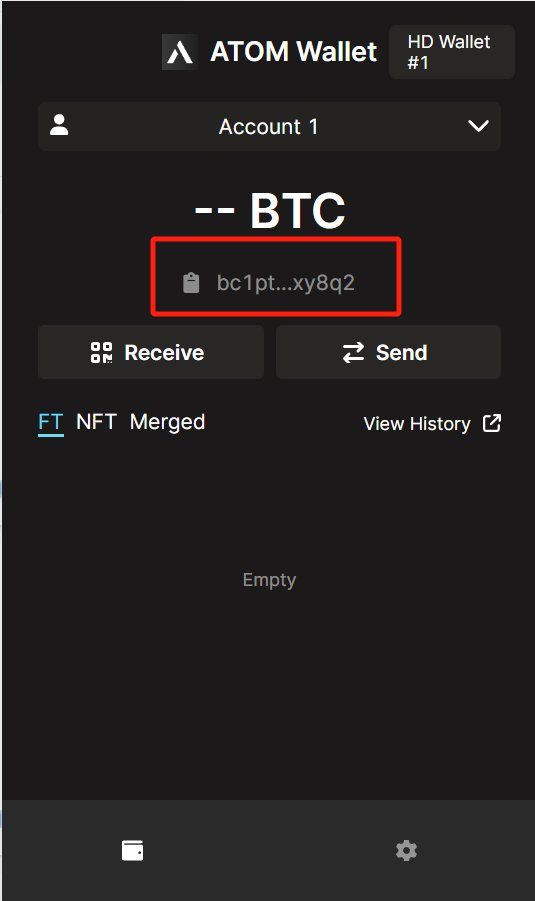 ATOM Wallet
HD Wallet
#1
Account 1
-- BTC
bc1pt...xy8q2
Receive
Send
FT NFT Merged
View History
Empty